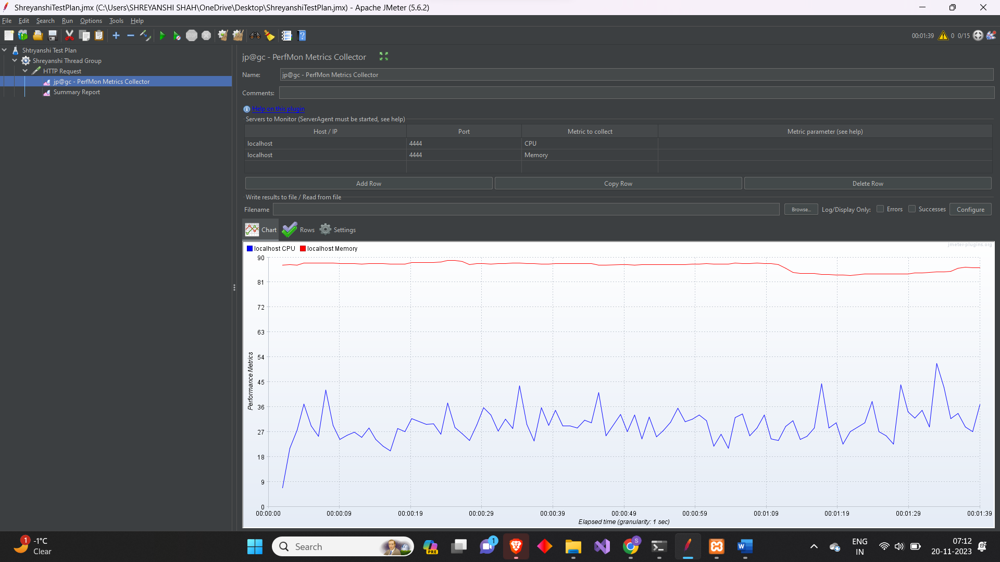 ShreyanshiTestPlan.jmx (C:\Users\SHREYANSHI SHAH\OneDrive\Desktop\ShreyanshiTestPlan.jmx) - Apache JMeter (5.6.2)
File Edit Search Run Options Tools Help
STOP
?
00:01:39 0 0/15
Shtryanshi Test Plan
Shreyanshi Thread Group
HTTP Request
jp@gc - PerfMon Metrics Collector
Summary Report
jp@gc - PerfMon Metrics Collector
Name: jp@gc - PerfMon Metrics Collector
Comments:
Help on this plugin
Servers to Monitor (ServerAgent must be started, see help)
Host / IP Port Metric to collect Metric parameter (see help)
localhost 4444 CPU
localhost 4444 Memory
Add Row Copy Row Delete Row
Write results to file / Read from file
Filename Browse... Log/Display Only: Errors Successes Configure
Chart Rows Settings
localhost CPU localhost Memory
jmeter-plugins.org
90
81
72
63
54
45
36
27
18
9
0
Performance Metrics
00:00:00 00:00:09 00:00:19 00:00:29 00:00:39 00:00:49 00:00:59 00:01:09 00:01:19 00:01:29 00:01:39
Elapsed time (granularity: 1 sec)
1
-1°C
Clear
Search
PRE
1
S
W
ENG
IN
07:12
20-11-2023